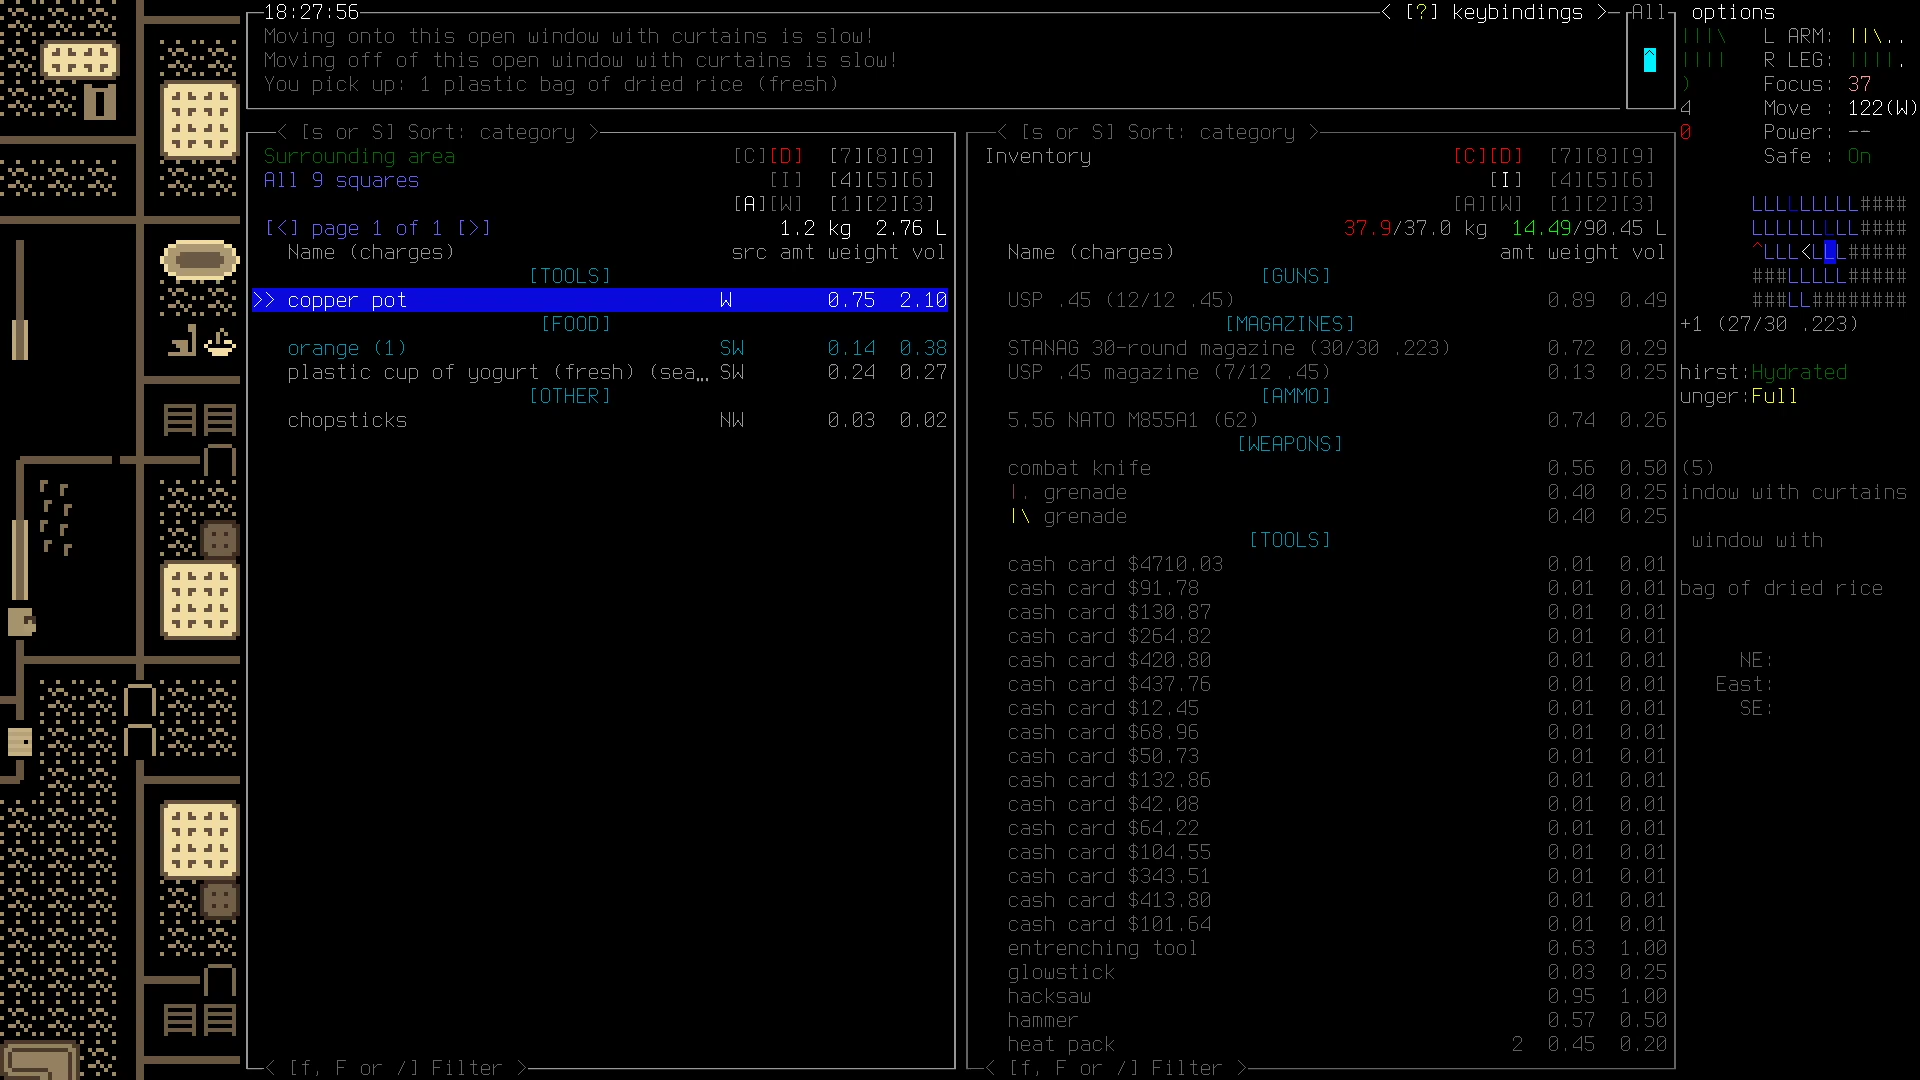 18:27:56 < [?] keybindings > All options
Moving onto this open window with curtains is slow!
Moving off of this open window with curtains is slow!
You pick up: 1 plastic bag of dried rice (fresh)
|||\ L ARM: ||\..
|||| R LEG: ||||.
) Focus: 37
4 Move : 122(W)
0 Power: --
Safe : On
< [s or S] Sort: category >
Surrounding area [C][D] [7][8][9]
All 9 squares [I] [4][5][6]
[A][W] [1][2][3]
[<] page 1 of 1 [>] 1.2 kg 2.76 L
Name (charges) src amt weight vol
[TOOLS]
>> copper pot W 0.75 2.10
[FOOD]
orange (1) SW 0.14 0.38
plastic cup of yogurt (fresh) (sea… SW 0.24 0.27
[OTHER]
chopsticks NW 0.03 0.02
< [f, F or /] Filter >
< [s or S] Sort: category >
Inventory [C][D] [7][8][9]
[I] [4][5][6]
[A][W] [1][2][3]
37.9/37.0 kg 14.49/90.45 L
Name (charges) amt weight vol
[GUNS]
USP .45 (12/12 .45) 0.89 0.49
[MAGAZINES]
STANAG 30-round magazine (30/30 .223) 0.72 0.29
USP .45 magazine (7/12 .45) 0.13 0.25
[AMMO]
5.56 NATO M855A1 (62) 0.74 0.26
[WEAPONS]
combat knife 0.56 0.50
|. grenade 0.40 0.25
|\ grenade 0.40 0.25
[TOOLS]
cash card $4710.03 0.01 0.01
cash card $91.78 0.01 0.01
cash card $130.87 0.01 0.01
cash card $264.82 0.01 0.01
cash card $420.80 0.01 0.01
cash card $437.76 0.01 0.01
cash card $12.45 0.01 0.01
cash card $68.96 0.01 0.01
cash card $50.73 0.01 0.01
cash card $132.86 0.01 0.01
cash card $42.08 0.01 0.01
cash card $64.22 0.01 0.01
cash card $104.55 0.01 0.01
cash card $343.51 0.01 0.01
cash card $413.80 0.01 0.01
cash card $101.64 0.01 0.01
entrenching tool 0.63 1.00
glowstick 0.03 0.25
hacksaw 0.95 1.00
hammer 0.57 0.50
heat pack 2 0.45 0.20
< [f, F or /] Filter >
LLLLLLLLL####
LLLLLLLLL####
^LLL<LLL#####
###LLLLL#####
###LL########
+1 (27/30 .223)
hirst:Hydrated
unger:Full
(5)
indow with curtains
window with
bag of dried rice
NE:
East:
SE: